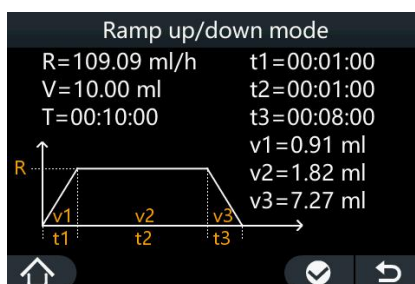 Ramp up/down mode
R=109.09 ml/h
V=10.00 ml
T=00:10:00
t1=00:01:00
t2=00:01:00
t3=00:08:00
v1=0.91 ml
v2=1.82 ml
v3=7.27 ml
R
v1 v2 v3
t1 t2 t3